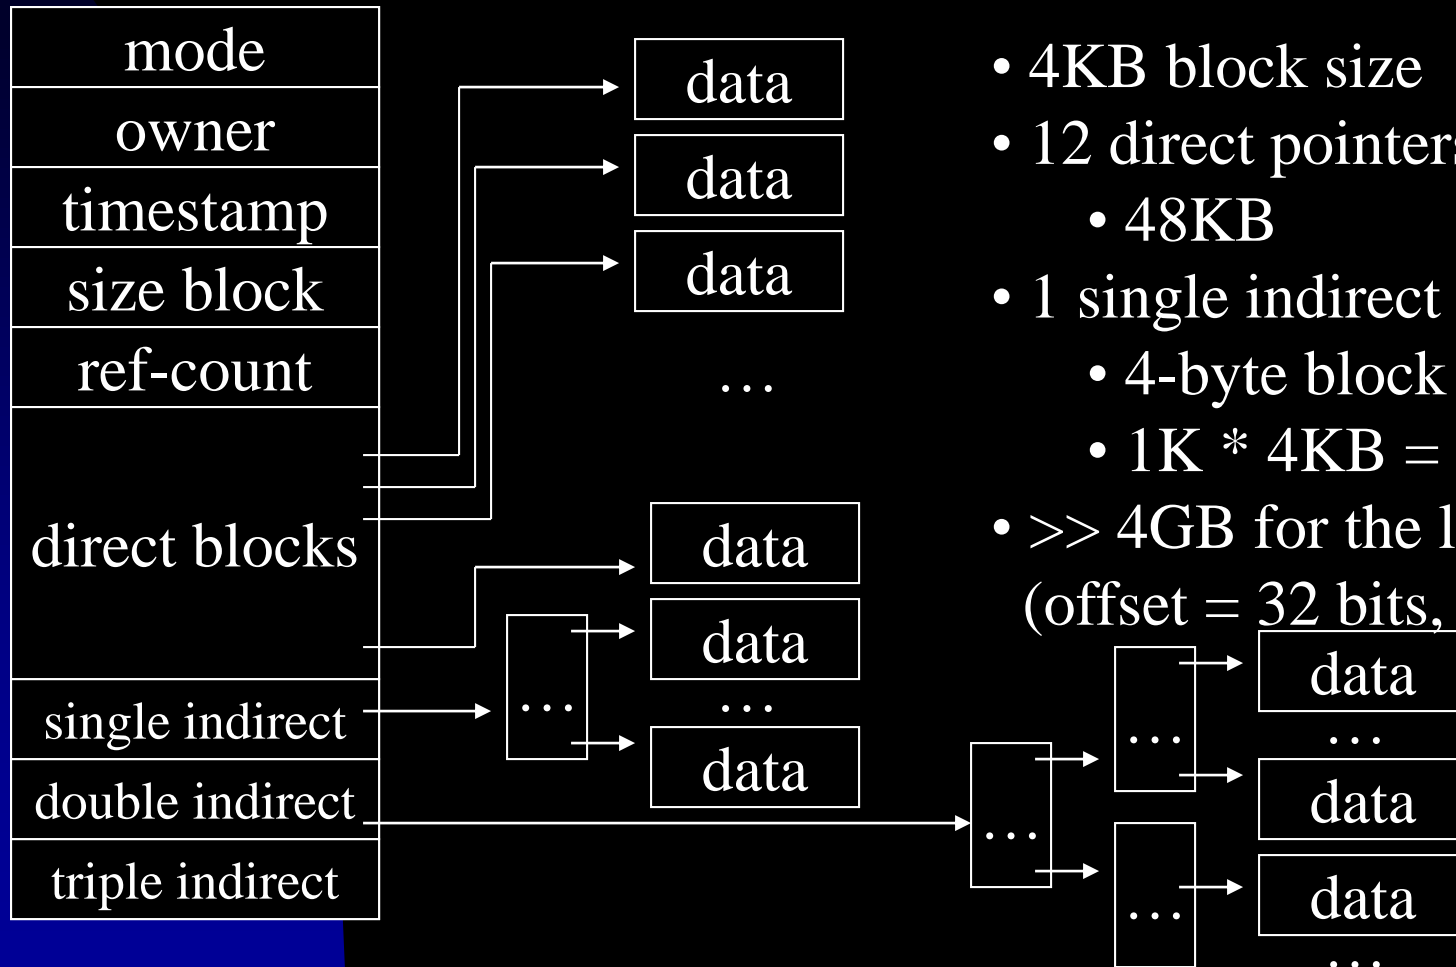 mode
owner
timestamp
size block
ref-count
direct blocks
single indirect
double indirect
triple indirect
data
data
data
…
data
…
data
…
data
• 4KB block size
• 12 direct pointers
• 48KB
• 1 single indirect
• 4-byte block
• 1K * 4KB =
• >> 4GB for the l
(offset = 32 bits,
…
…
data
…
data
…
data
…